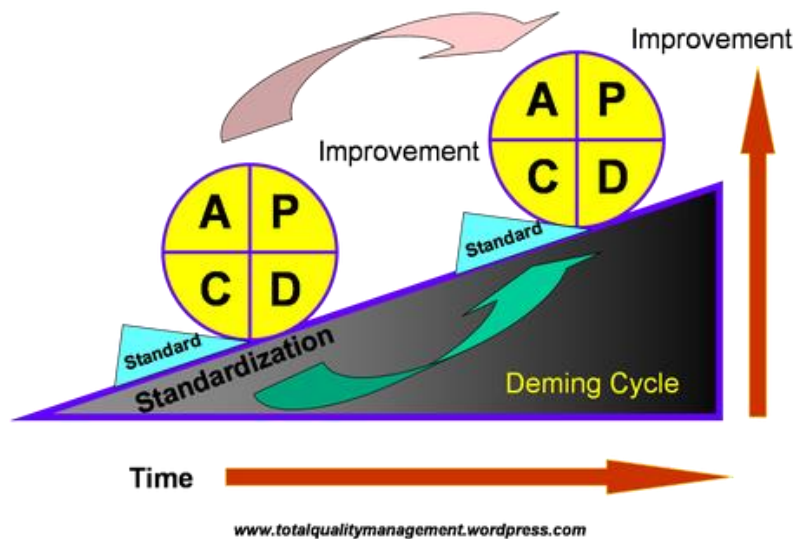 Improvement
A P
C D
Improvement
A P
C D
Standard
Standard
Standardization
Deming Cycle
Time
www.totalqualitymanagement.wordpress.com